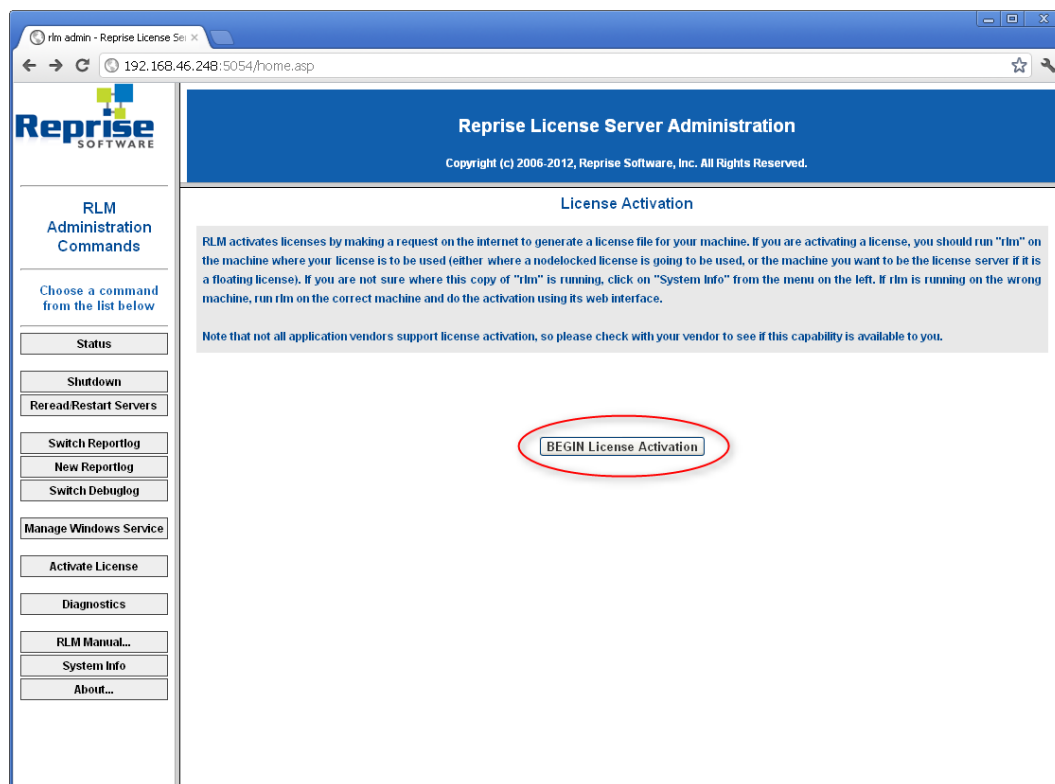 rlm admin - Reprise License Se
192.168.46.248:5054/home.asp
Reprise
SOFTWARE
Reprise License Server Administration
Copyright (c) 2006-2012, Reprise Software, Inc. All Rights Reserved.
RLM
Administration
Commands
Choose a command
from the list below
Status
Shutdown
Reread/Restart Servers
Switch Reportlog
New Reportlog
Switch Debuglog
Manage Windows Service
Activate License
Diagnostics
RLM Manual...
System Info
About...
License Activation
RLM activates licenses by making a request on the internet to generate a license file for your machine. If you are activating a license, you should run "rlm" on
the machine where your license is to be used (either where a nodelocked license is going to be used, or the machine you want to be the license server if it is
a floating license). If you are not sure where this copy of "rlm" is running, click on "System Info" from the menu on the left. If rlm is running on the wrong
machine, run rlm on the correct machine and do the activation using its web interface.
Note that not all application vendors support license activation, so please check with your vendor to see if this capability is available to you.
BEGIN License Activation